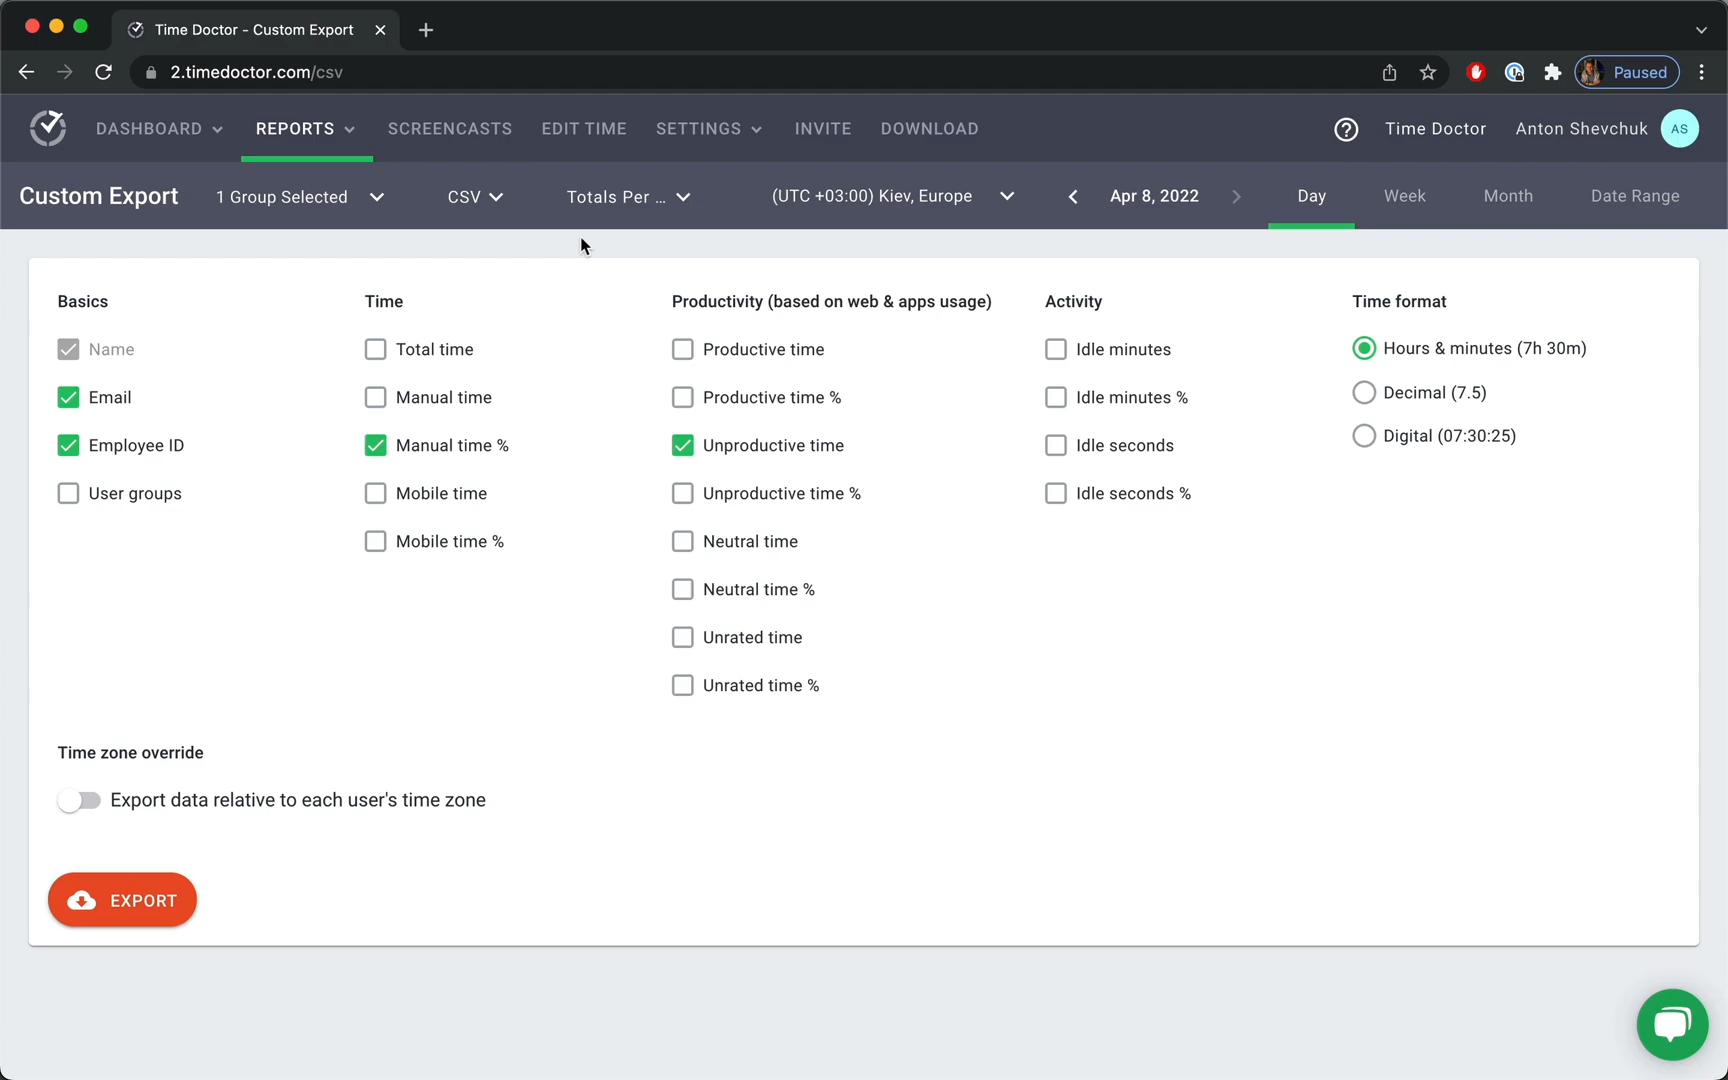 Time Doctor - Custom Export
2.timedoctor.com/csv
Paused
DASHBOARD
REPORTS
SCREENCASTS
EDIT TIME
SETTINGS
INVITE
DOWNLOAD
Time Doctor
Anton Shevchuk
AS
Custom Export
1 Group Selected
CSV
Totals Per ...
(UTC +03:00) Kiev, Europe
Apr 8, 2022
Day
Week
Month
Date Range
Basics
Name
Email
Employee ID
User groups
Time
Total time
Manual time
Manual time %
Mobile time
Mobile time %
Productivity (based on web & apps usage)
Productive time
Productive time %
Unproductive time
Unproductive time %
Neutral time
Neutral time %
Unrated time
Unrated time %
Activity
Idle minutes
Idle minutes %
Idle seconds
Idle seconds %
Time format
Hours & minutes (7h 30m)
Decimal (7.5)
Digital (07:30:25)
Time zone override
Export data relative to each user's time zone
EXPORT